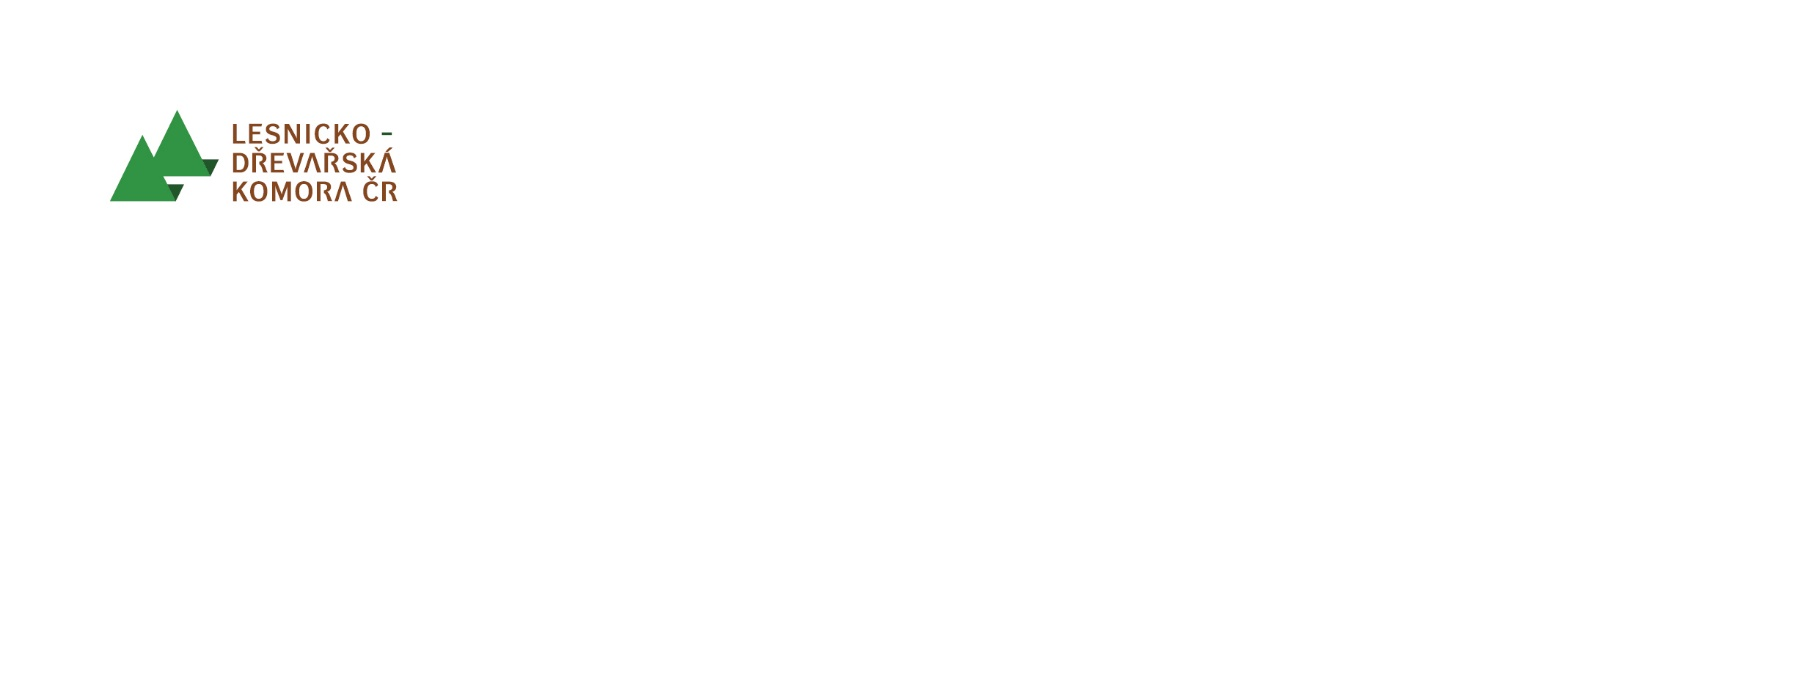 LESNICKO –
DŘEVAŘSKÁ
KOMORA ČR